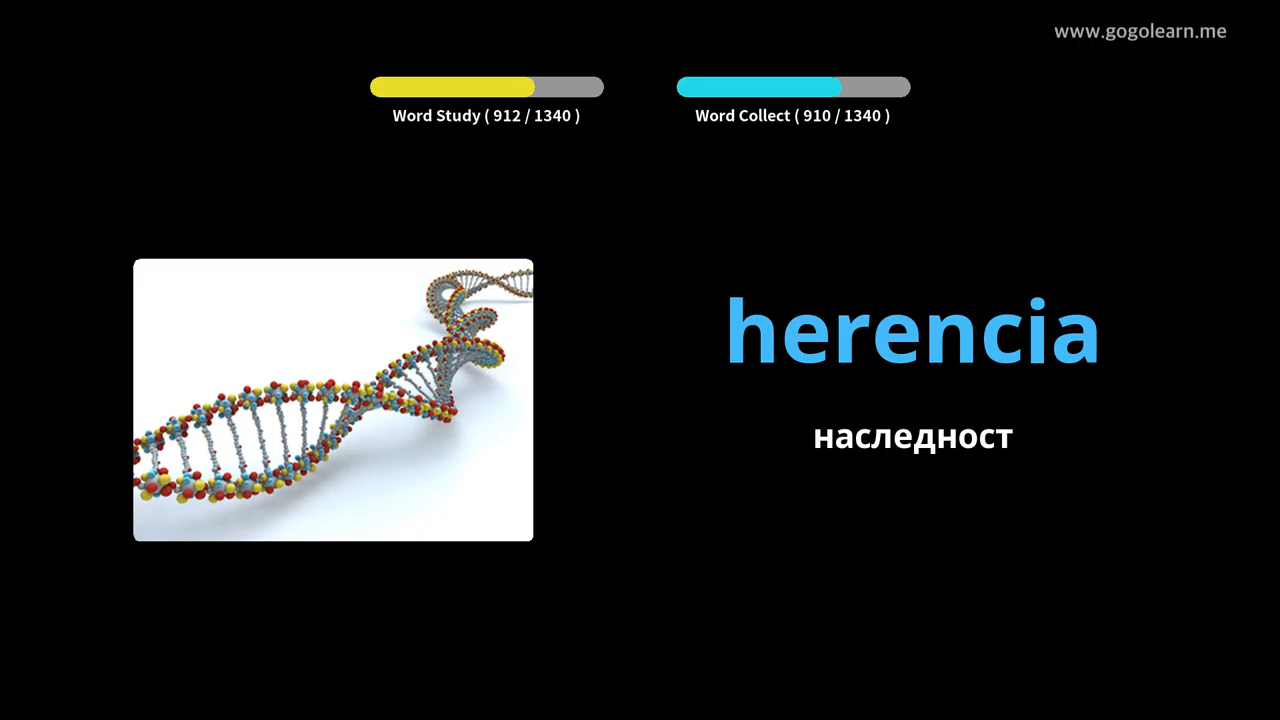 www.gogolearn.me
Word Study ( 912 / 1340 )
Word Collect ( 910 / 1340 )
herencia
наследност